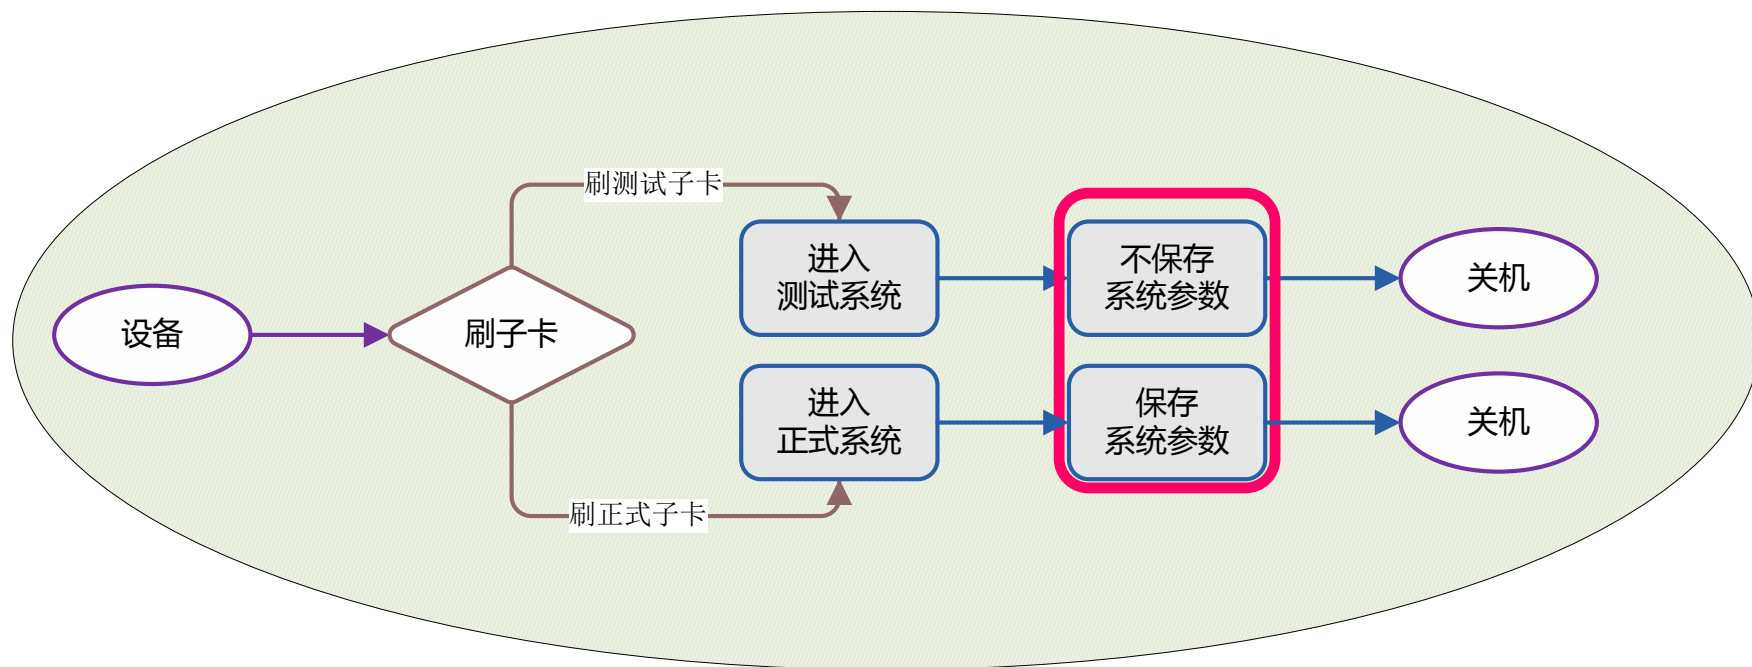 刷测试子卡
进入
测试系统
不保存
系统参数
关机
设备
刷子卡
进入
正式系统
保存
系统参数
关机
刷正式子卡